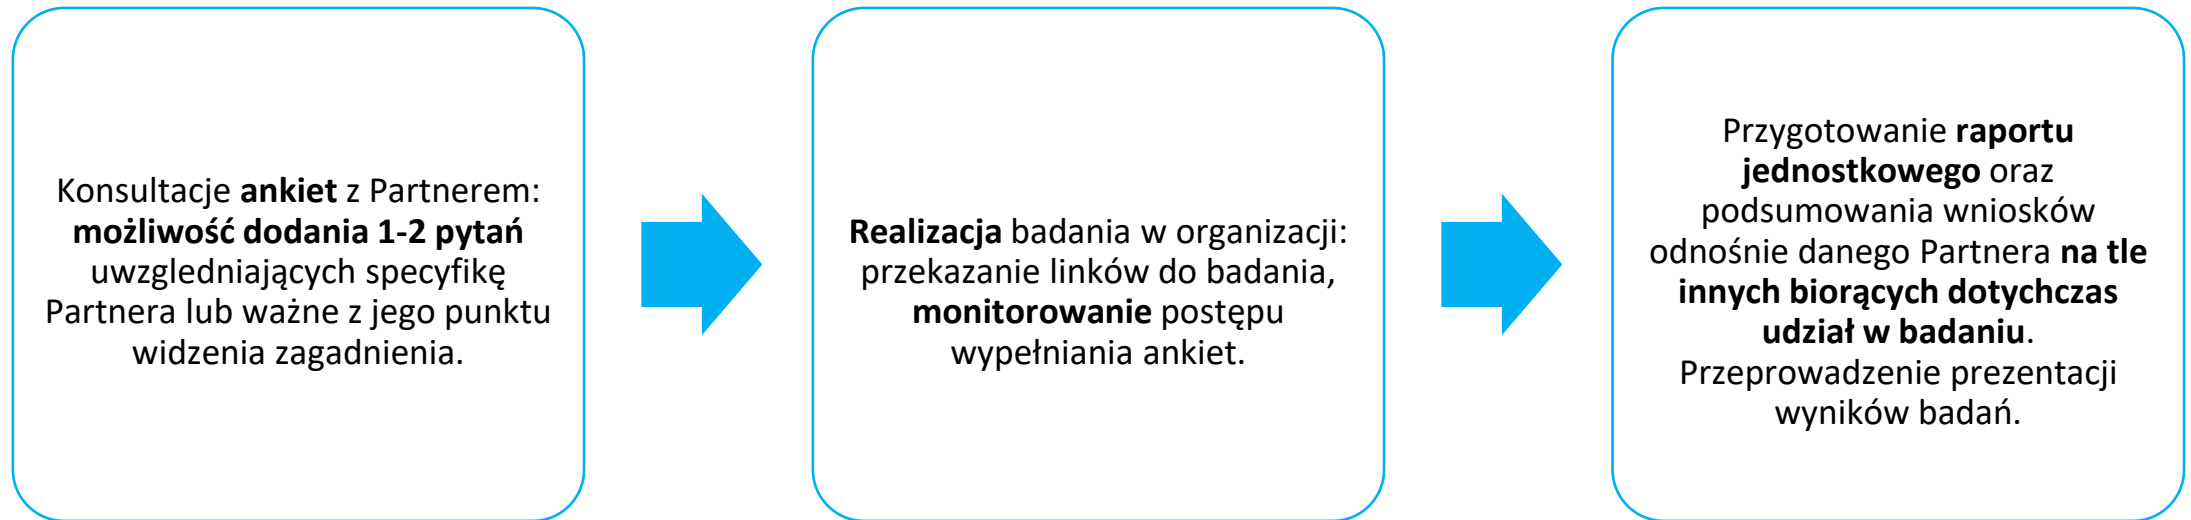 Konsultacje ankiet z Partnerem:
możliwość dodania 1-2 pytań
uwzgledniających specyfikę
Partnera lub ważne z jego punktu
widzenia zagadnienia.
Realizacja badania w organizacji:
przekazanie linków do badania,
monitorowanie postępu
wypełniania ankiet.
Przygotowanie raportu
jednostkowego oraz
podsumowania wniosków
odnośnie danego Partnera na tle
innych biorących dotychczas
udział w badaniu.
Przeprowadzenie prezentacji
wyników badań.